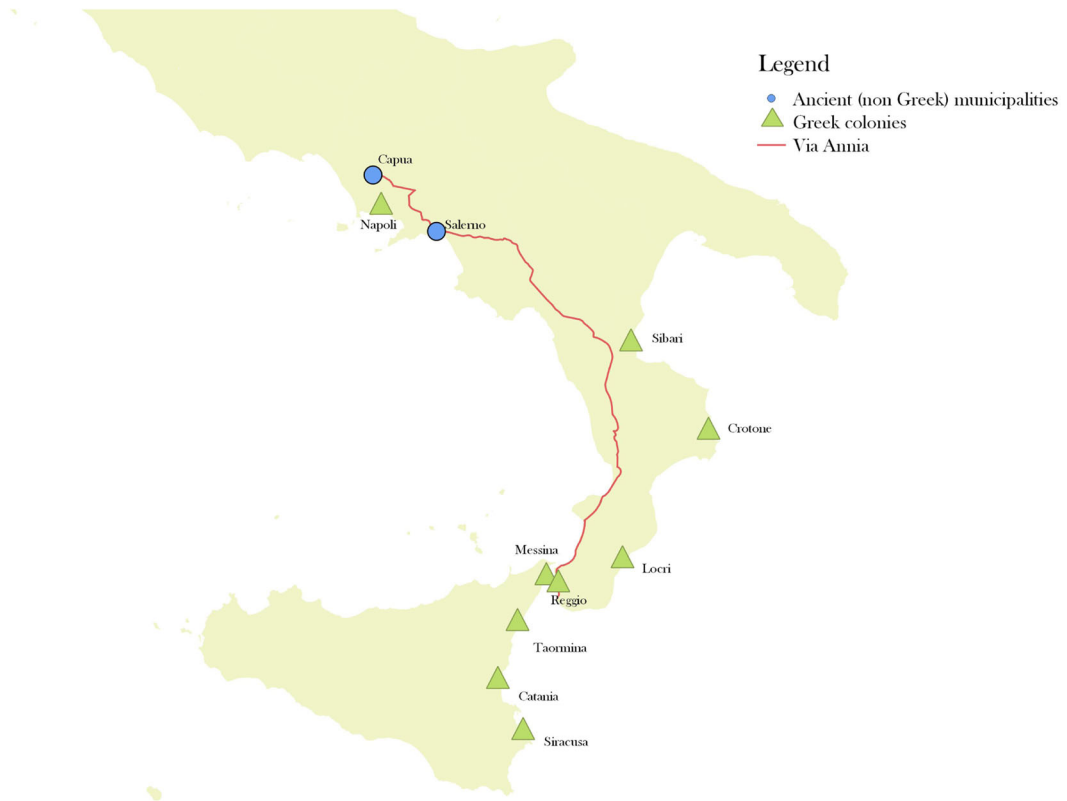 Legend
Ancient (non Greek) municipalities
Greek colonies
Via Annia
Capua
Napoli
Salerno
Sibari
Crotone
Messina
Locri
Reggio
Taormina
Catania
Siracusa